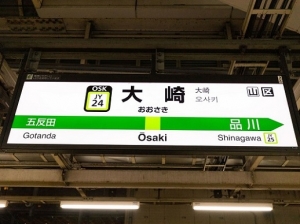 OSK
JY
24
大崎
おおさき
大崎
오사키
山 区
五反田
品川
Gotanda
Ōsaki
Shinagawa
JY
25